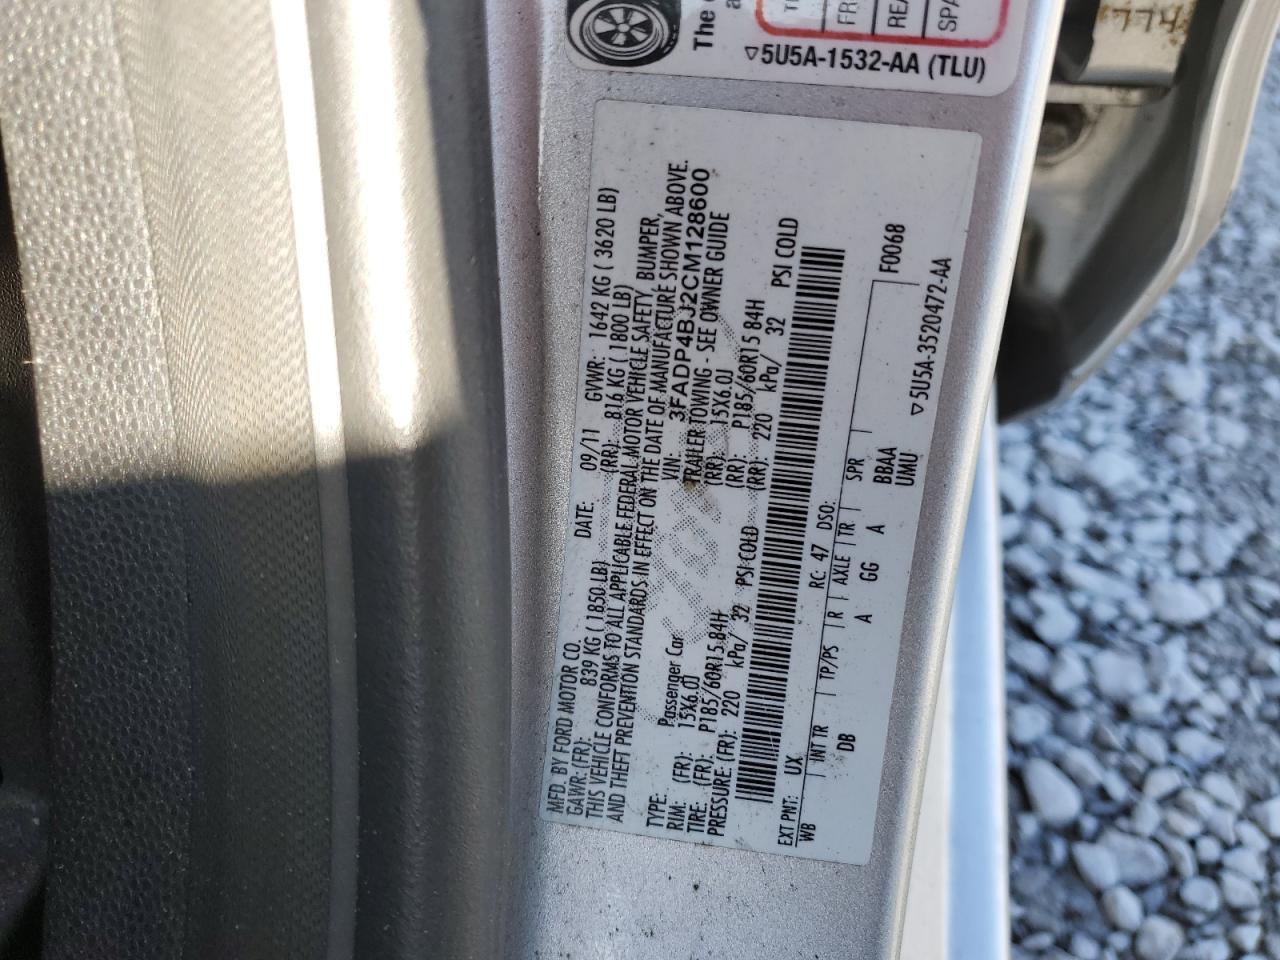 The
a
FR
REA
SPA
▽5U5A-1532-AA (TLU)
MFD. BY FORD MOTOR CO.
DATE: 09/11 GVWR: 1642 KG ( 3620 LB)
GAWR: (FR): 839 KG ( 1850 LB) (RR): 816 KG ( 1800 LB)
THIS VEHICLE CONFORMS TO ALL APPLICABLE FEDERAL MOTOR VEHICLE SAFETY, BUMPER,
AND THEFT PREVENTION STANDARDS IN EFFECT ON THE DATE OF MANUFACTURE SHOWN ABOVE.
VIN: 3FADP4BJ2CM128600
TYPE: Passenger Car TRAILER TOWING - SEE OWNER GUIDE
RIM: (FR): 15X6.0J (RR): 15X6.0J
TIRE: (FR): P185/60R15 84H (RR): P185/60R15 84H
PRESSURE: (FR): 220 kPa/ 32 PSI COLD (RR): 220 kPa/ 32 PSI COLD
EXT PNT: UX RC: 47 DSO: F0068
WB INT TR TP/PS R AXLE TR SPR
DB A GG A BBAA
UMU
▽5U5A-3520472-AA